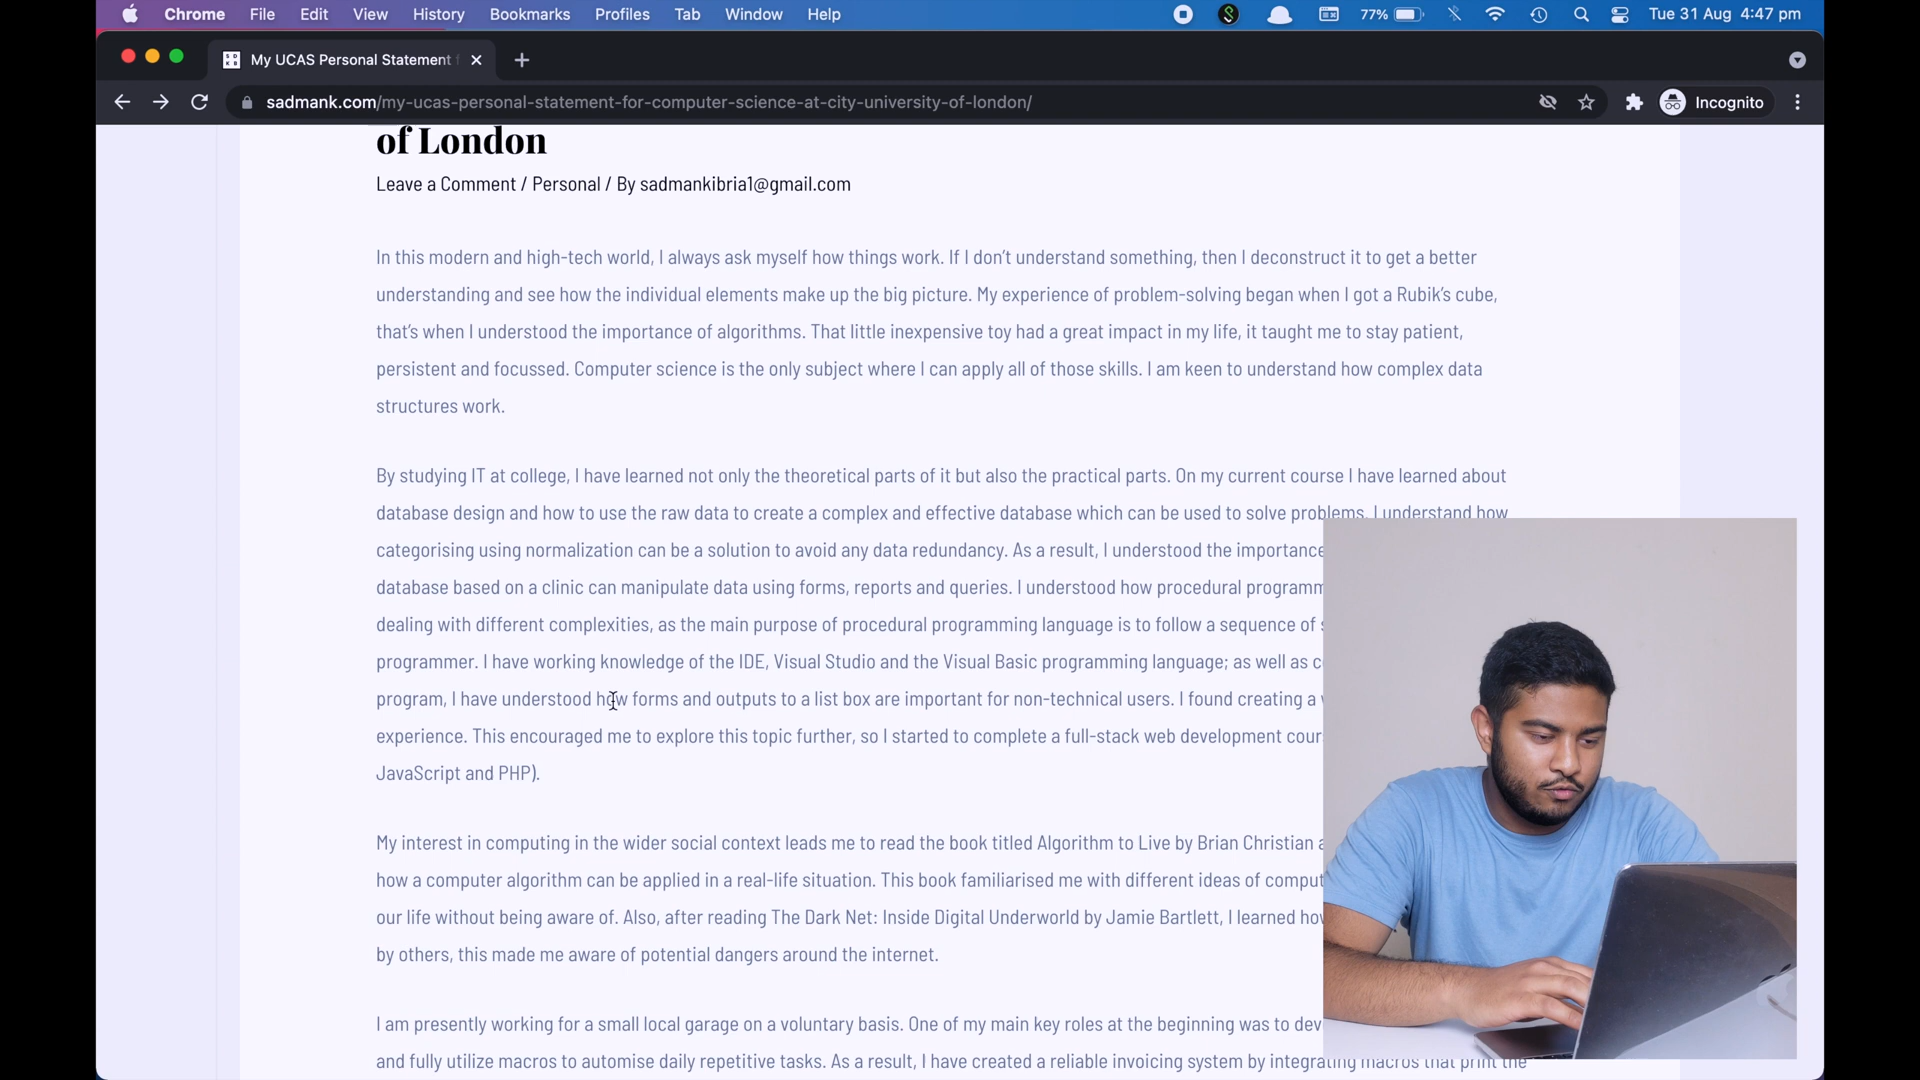 Chrome File Edit View History Bookmarks Profiles Tab Window Help 77% Tue 31 Aug 4:47 pm
My UCAS Personal Statement
sadmank.com/my-ucas-personal-statement-for-computer-science-at-city-university-of-london/ Incognito
of London
Leave a Comment / Personal / By sadmankibria1@gmail.com
In this modern and high-tech world, I always ask myself how things work. If I don’t understand something, then I deconstruct it to get a better
understanding and see how the individual elements make up the big picture. My experience of problem-solving began when I got a Rubik’s cube,
that’s when I understood the importance of algorithms. That little inexpensive toy had a great impact in my life, it taught me to stay patient,
persistent and focussed. Computer science is the only subject where I can apply all of those skills. I am keen to understand how complex data
structures work.
By studying IT at college, I have learned not only the theoretical parts of it but also the practical parts. On my current course I have learned about
database design and how to use the raw data to create a complex and effective database which can be used to solve problems. I understand how
categorising using normalization can be a solution to avoid any data redundancy. As a result, I understood the importance
database based on a clinic can manipulate data using forms, reports and queries. I understood how procedural programm
dealing with different complexities, as the main purpose of procedural programming language is to follow a sequence of
programmer. I have working knowledge of the IDE, Visual Studio and the Visual Basic programming language; as well as
program, I have understood how forms and outputs to a list box are important for non-technical users. I found creating a
experience. This encouraged me to explore this topic further, so I started to complete a full-stack web development cour
JavaScript and PHP).
My interest in computing in the wider social context leads me to read the book titled Algorithm to Live by Brian Christian
how a computer algorithm can be applied in a real-life situation. This book familiarised me with different ideas of comput
our life without being aware of. Also, after reading The Dark Net: Inside Digital Underworld by Jamie Bartlett, I learned how
by others, this made me aware of potential dangers around the internet.
I am presently working for a small local garage on a voluntary basis. One of my main key roles at the beginning was to dev
and fully utilize macros to automise daily repetitive tasks. As a result, I have created a reliable invoicing system by integrating macros that print the